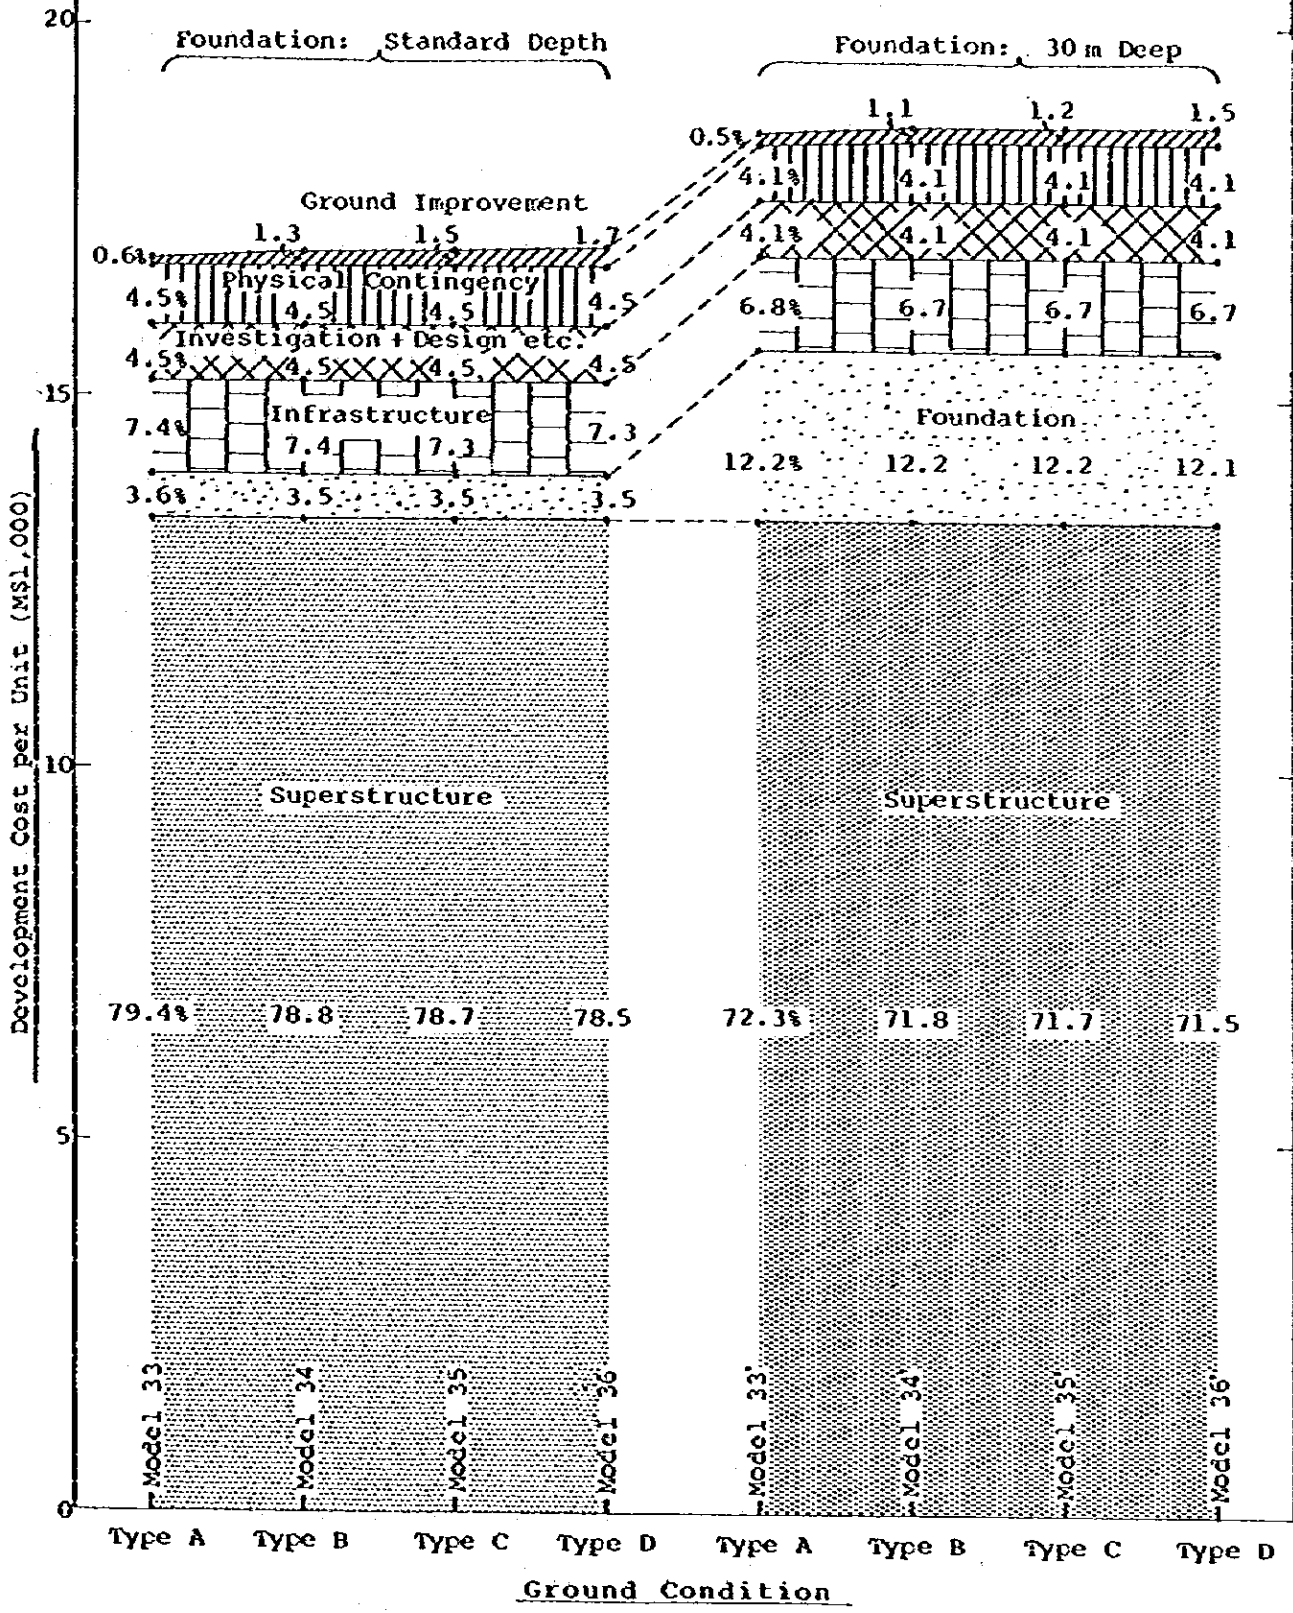 20
Foundation: Standard Depth
Foundation: 30 m Deep
1.1 1.2 1.5
0.5%
4.1% 4.1 4.1 4.1
Ground Improvement
1.3 1.5 1.7
0.6%
4.1% 4.1 4.1 4.1
Physical Contingency
4.5% 4.5 4.5 4.5
6.8% 6.7 6.7 6.7
Investigation + Design etc.
4.5% 4.5 4.5 4.5
15
Infrastructure
7.4% 7.4 7.3 7.3
Foundation
12.2% 12.2 12.2 12.1
3.6% 3.5 3.5 3.5
Development Cost per Unit (M$1,000)
10
Superstructure
Superstructure
79.4% 78.8 78.7 78.5
72.3% 71.8 71.7 71.5
5
Model 33
Model 34
Model 35
Model 36
Model 33'
Model 34'
Model 35'
Model 36'
0
Type A Type B Type C Type D Type A Type B Type C Type D
Ground Condition